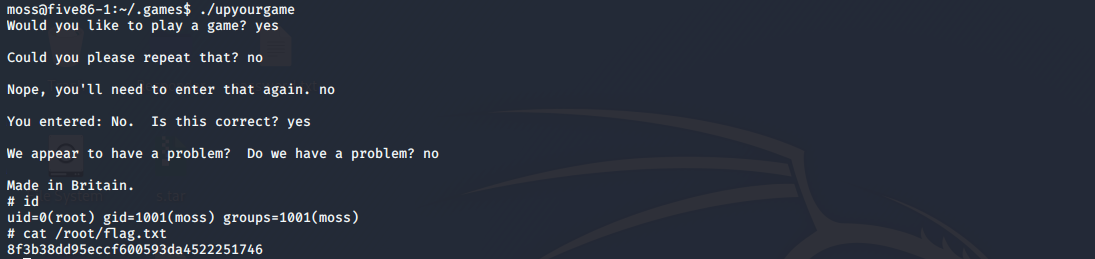 moss@five86-1:~/.games$ ./upyourgame
Would you like to play a game? yes
Could you please repeat that? no
Nope, you'll need to enter that again. no
You entered: No.  Is this correct? yes
We appear to have a problem?  Do we have a problem? no
Made in Britain.
# id
uid=0(root) gid=1001(moss) groups=1001(moss)
# cat /root/flag.txt
8f3b38dd95eccf600593da4522251746